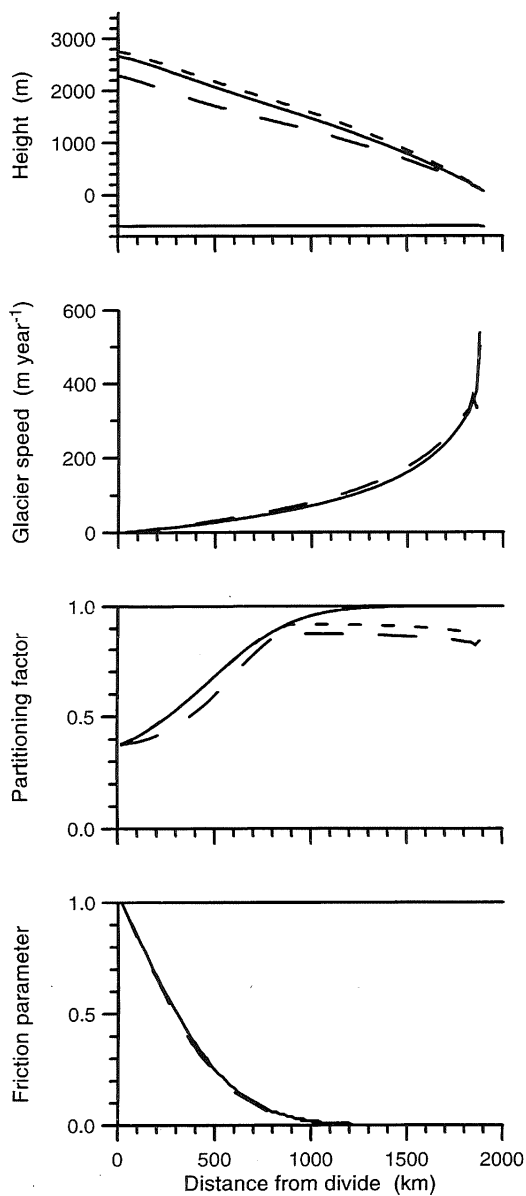 3000
2000
1000
0
Height (m)
600
400
200
0
Glacier speed (m year-1)
1.0
0.5
0.0
Partitioning factor
1.0
0.5
0.0
Friction parameter
0 500 1000 1500 2000
Distance from divide (km)